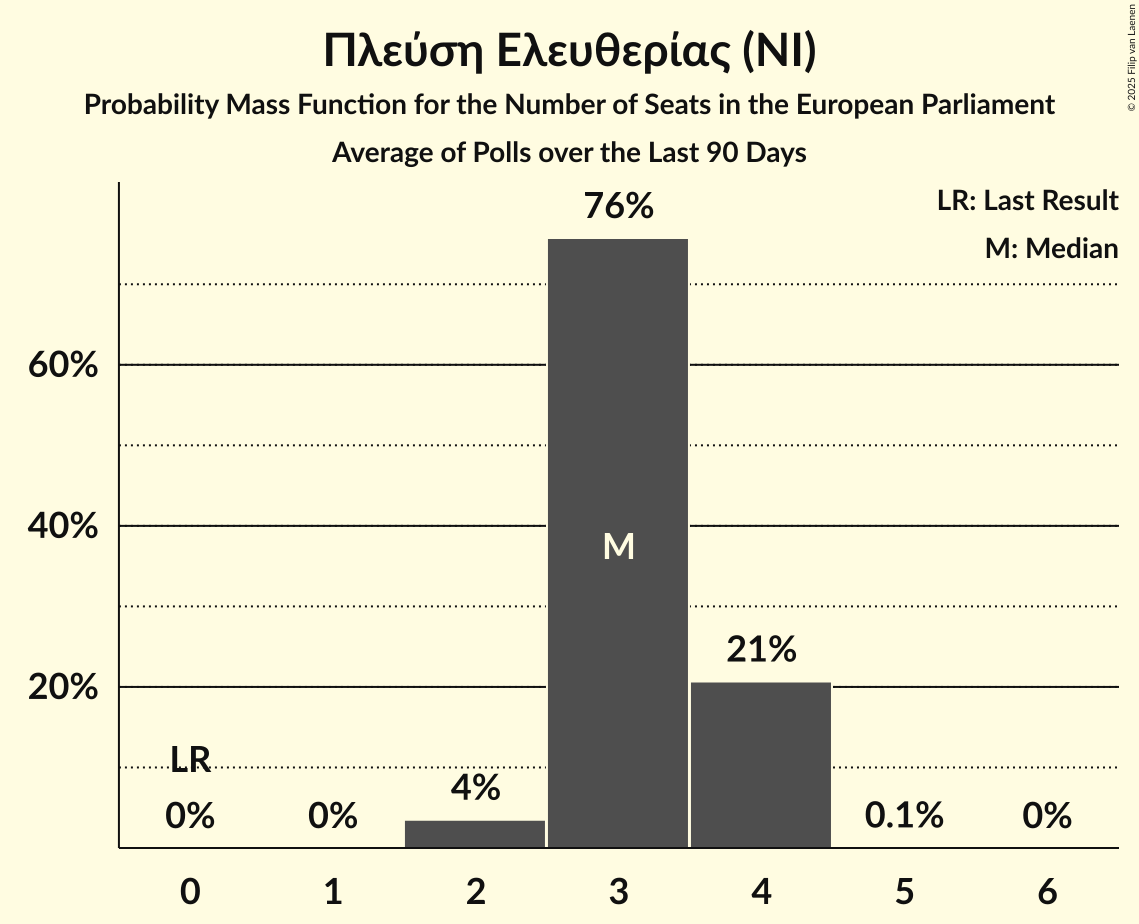 Πλεύση Ελευθερίας (NI)
Probability Mass Function for the Number of Seats in the European Parliament
Average of Polls over the Last 90 Days
© 2025 Filip van Laenen
LR: Last Result
M: Median
76%
60%
40%
M
21%
20%
LR
4%
0%
0%
0.1%
0%
0 1 2 3 4 5 6